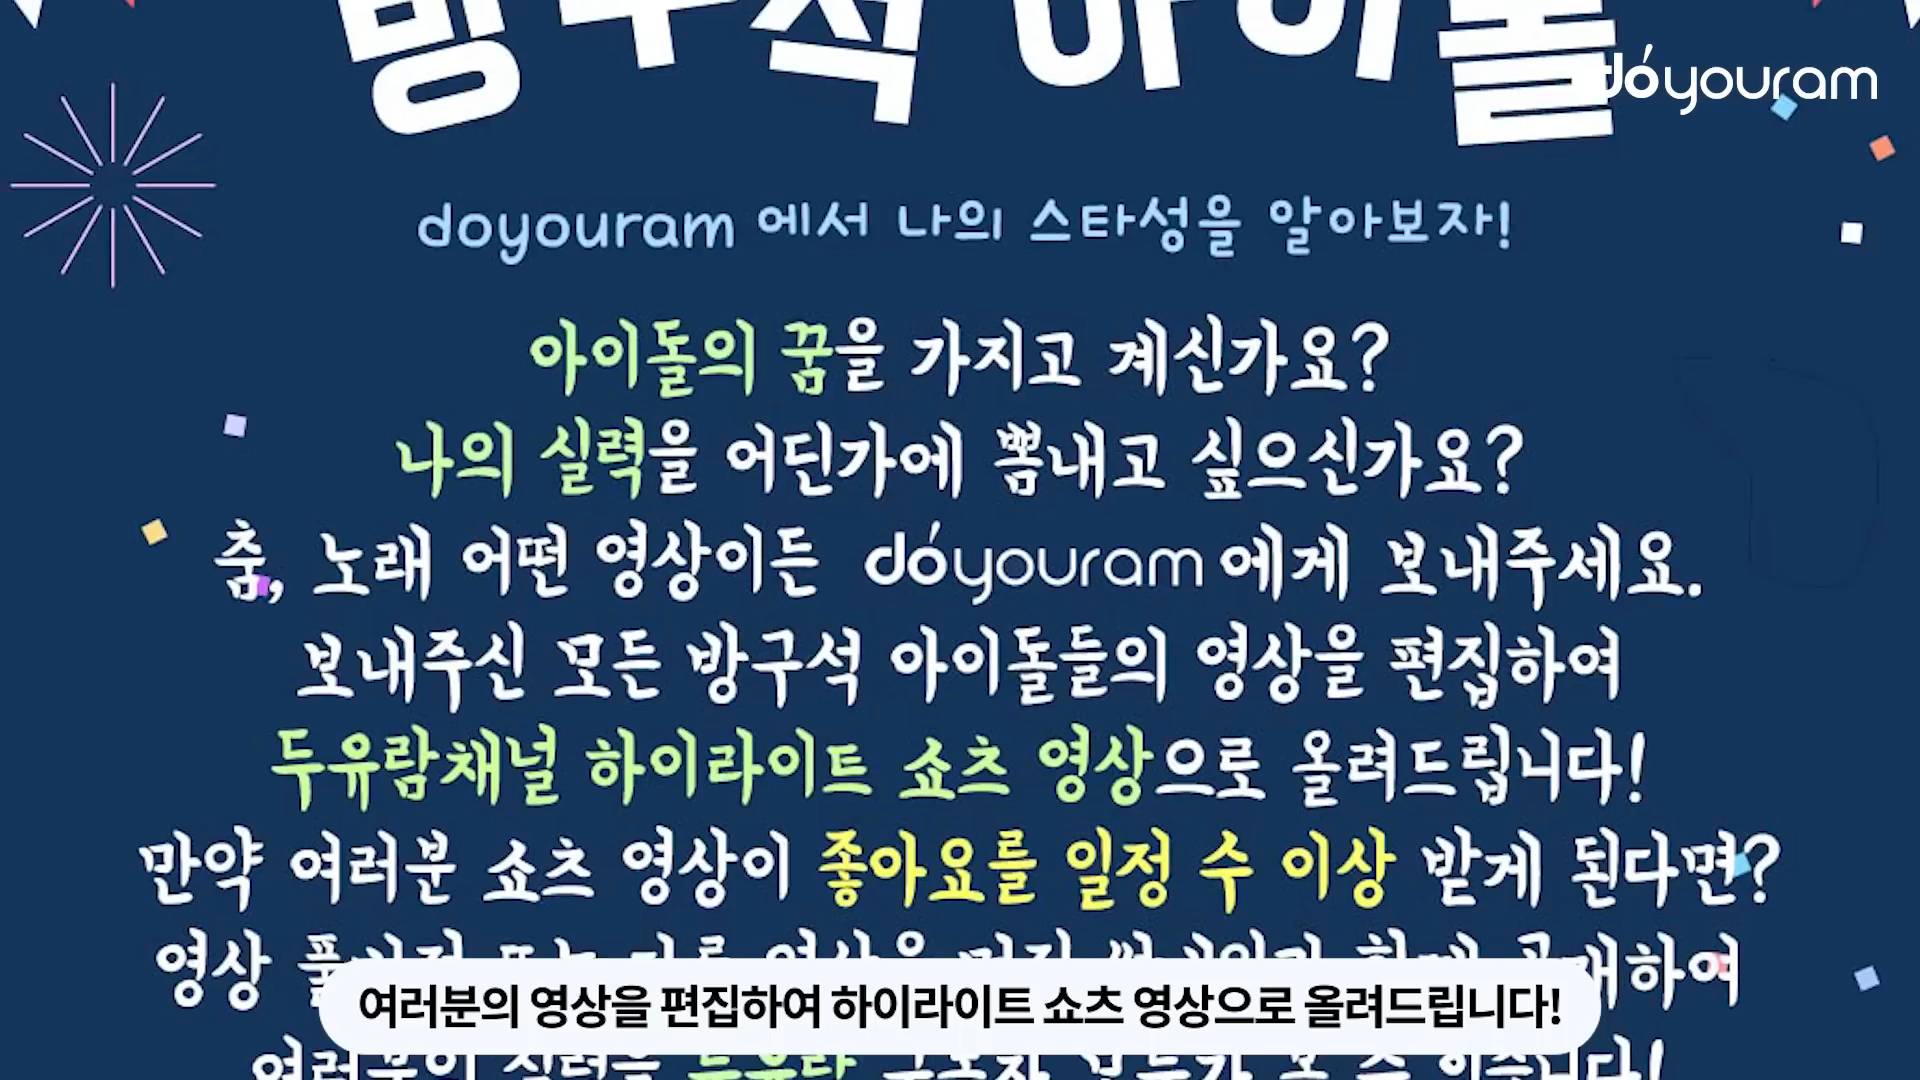 방구석 아이돌
doyouram
doyouram 에서 나의 스타성을 알아보자!
아이돌의 꿈을 가지고 계신가요?
나의 실력을 어딘가에 뽐내고 싶으신가요?
춤, 노래 어떤 영상이든 doyouram 에게 보내주세요.
보내주신 모든 방구석 아이돌들의 영상을 편집하여
두유람채널 하이라이트 쇼츠 영상으로 올려드립니다!
만약 여러분 쇼츠 영상이 좋아요를 일정 수 이상 받게 된다면?
영상
여러분의 영상을 편집하여 하이라이트 쇼츠 영상으로 올려드립니다!